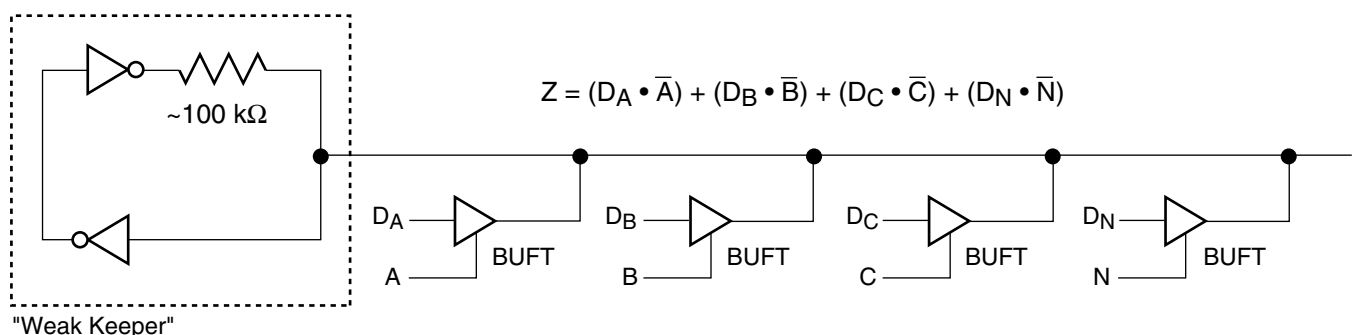 ~100 kΩ
Z = (D_A • A̅) + (D_B • B̅) + (D_C • C̅) + (D_N • N̅)
D_A
BUFT
A
D_B
BUFT
B
D_C
BUFT
C
D_N
BUFT
N
"Weak Keeper"